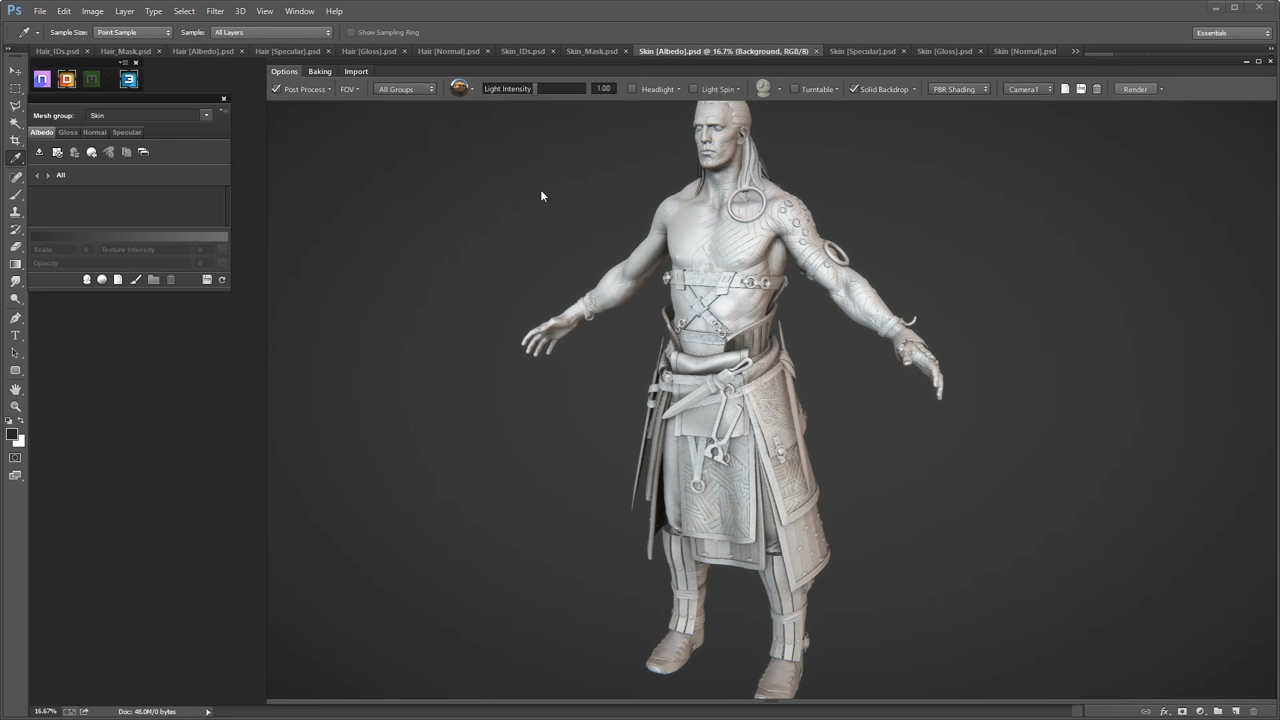 Ps File Edit Image Layer Type Select Filter 3D View Window Help
Sample Size: Point Sample Sample: All Layers Show Sampling Ring Essentials
Hair_IDs.psd × Hair_Mask.psd × Hair [Albedo].psd × Hair [Specular].psd × Hair [Gloss].psd × Hair [Normal].psd × Skin_IDs.psd × Skin_Mask.psd × Skin [Albedo].psd @ 16.7% (Background, RGB/8) × Skin [Specular].psd × Skin [Gloss].psd × Skin [Normal].psd >>
n D M 3
Options Baking Import
Post Process FOV All Groups Light Intensity 1.00 Headlight Light Spin Turntable Solid Backdrop PBR Shading Camera1 Render
Mesh group: Skin
Albedo Gloss Normal Specular
All
Scale 0 Texture Intensity 0
Opacity
16.67% Doc: 48.0M/0 bytes fx